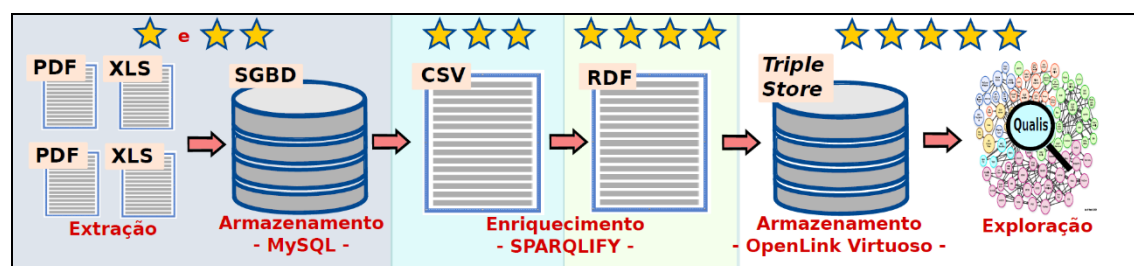 e
PDF
XLS
PDF
XLS
Extração
SGBD
Armazenamento
- MySQL -
CSV
RDF
Enriquecimento
- SPARQLIFY -
Triple
Store
Armazenamento
- OpenLink Virtuoso -
Qualis
Exploração